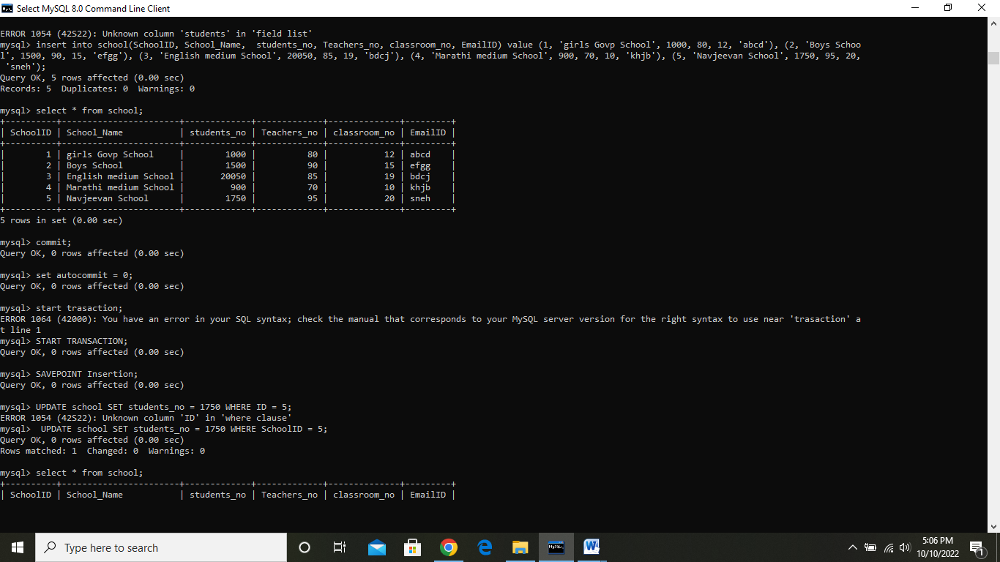 Select MySQL 8.0 Command Line Client
ERROR 1054 (42S22): Unknown column 'students' in 'field list'
mysql> insert into school(SchoolID, School_Name,  students_no, Teachers_no, classroom_no, EmailID) value (1, 'girls Govp School', 1000, 80, 12, 'abcd'), (2, 'Boys Schoo
l', 1500, 90, 15, 'efgg'), (3, 'English medium School', 20050, 85, 19, 'bdcj'), (4, 'Marathi medium School', 900, 70, 10, 'khjb'), (5, 'Navjeevan School', 1750, 95, 20,
 'sneh');
Query OK, 5 rows affected (0.00 sec)
Records: 5  Duplicates: 0  Warnings: 0
mysql> select * from school;
+----------+-----------------------+-------------+-------------+--------------+---------+
| SchoolID | School_Name           | students_no | Teachers_no | classroom_no | EmailID |
+----------+-----------------------+-------------+-------------+--------------+---------+
|        1 | girls Govp School     |        1000 |          80 |           12 | abcd    |
|        2 | Boys School           |        1500 |          90 |           15 | efgg    |
|        3 | English medium School |       20050 |          85 |           19 | bdcj    |
|        4 | Marathi medium School |         900 |          70 |           10 | khjb    |
|        5 | Navjeevan School      |        1750 |          95 |           20 | sneh    |
+----------+-----------------------+-------------+-------------+--------------+---------+
5 rows in set (0.00 sec)
mysql> commit;
Query OK, 0 rows affected (0.00 sec)
mysql> set autocommit = 0;
Query OK, 0 rows affected (0.00 sec)
mysql> start trasaction;
ERROR 1064 (42000): You have an error in your SQL syntax; check the manual that corresponds to your MySQL server version for the right syntax to use near 'trasaction' a
t line 1
mysql> START TRANSACTION;
Query OK, 0 rows affected (0.00 sec)
mysql> SAVEPOINT Insertion;
Query OK, 0 rows affected (0.00 sec)
mysql> UPDATE school SET students_no = 1750 WHERE ID = 5;
ERROR 1054 (42S22): Unknown column 'ID' in 'where clause'
mysql>  UPDATE school SET students_no = 1750 WHERE SchoolID = 5;
Query OK, 0 rows affected (0.00 sec)
Rows matched: 1  Changed: 0  Warnings: 0
mysql> select * from school;
+----------+-----------------------+-------------+-------------+--------------+---------+
| SchoolID | School_Name           | students_no | Teachers_no | classroom_no | EmailID |
Type here to search
5:06 PM
10/10/2022
1